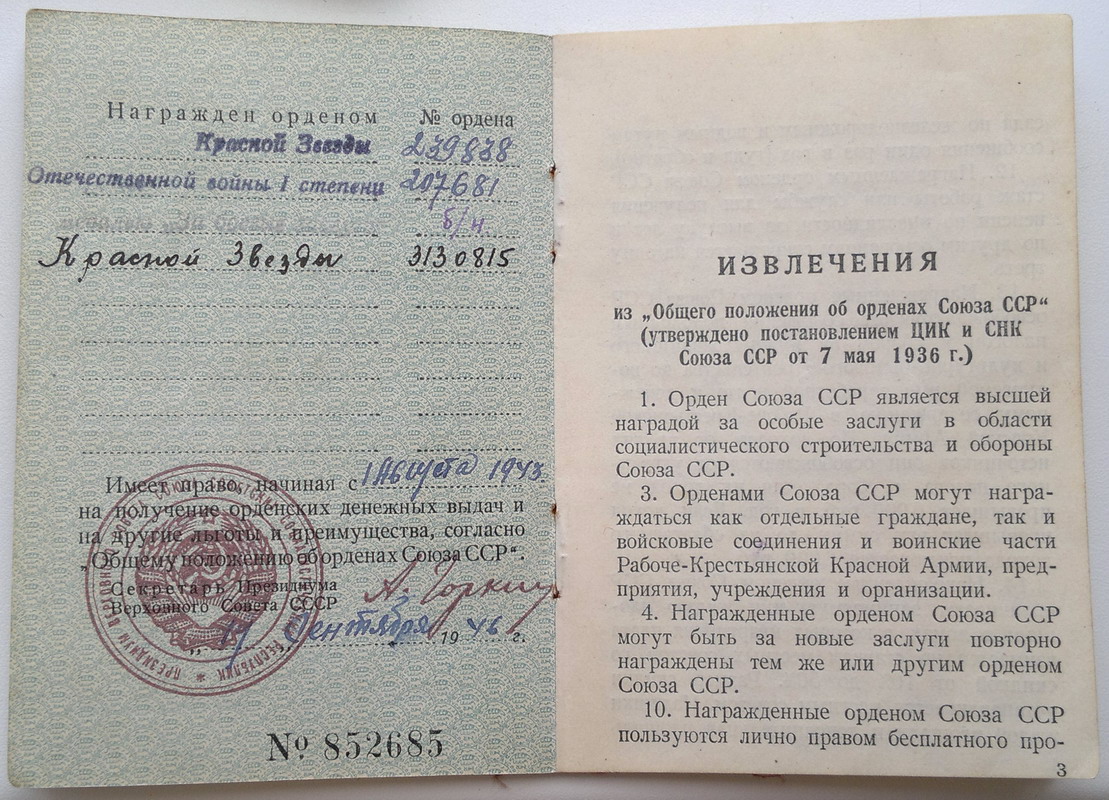 Награжден орденом № ордена
Красной Звезды 239838
Отечественной войны I степени 207681
б/н
Красной Звезды 3130815
Имеет право, начиная с 1 Августа 1943
на получение орденских денежных выдач и
на другие льготы и преимущества, согласно
„Общему положению об орденах Союза ССР“.
Секретарь Президиума
Верховного Совета СССР
А. Горкин
„17“ Сентября 1946 г.
№ 852685
ИЗВЛЕЧЕНИЯ
из „Общего положения об орденах Союза ССР“
(утверждено постановлением ЦИК и СНК
Союза ССР от 7 мая 1936 г.)
1. Орден Союза ССР является высшей
наградой за особые заслуги в области
социалистического строительства и обороны
Союза ССР.
3. Орденами Союза ССР могут награ-
ждаться как отдельные граждане, так и
войсковые соединения и воинские части
Рабоче-Крестьянской Красной Армии, пред-
приятия, учреждения и организации.
4. Награжденные орденом Союза ССР
могут быть за новые заслуги повторно
награждены тем же или другим орденом
Союза ССР.
10. Награжденные орденом Союза ССР
пользуются лично правом бесплатного про-
3